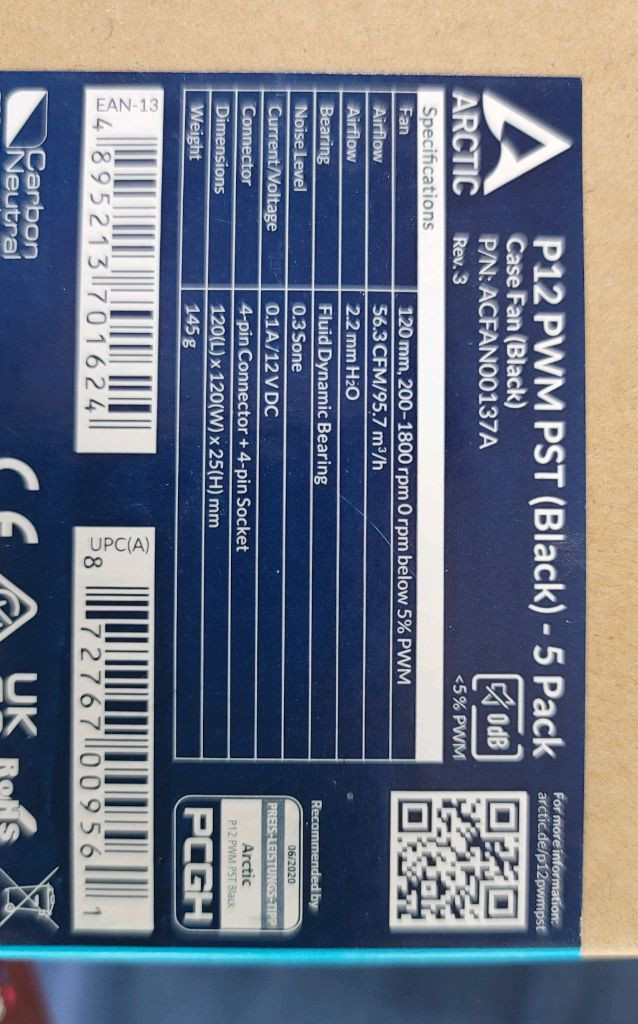 ARCTIC
P12 PWM PST (Black) - 5 Pack
Case Fan (Black)
P/N: ACFAN00137A
Rev. 3
0dB
<5% PWM
For more information:
arctic.de/p12pwmpst
Specifications
Fan 120 mm, 200- 1800 rpm 0 rpm below 5% PWM
Airflow 56.3 CFM/95.7 m³/h
Airflow 2.2 mm H₂O
Bearing Fluid Dynamic Bearing
Noise Level 0.3 Sone
Current/Voltage 0.1 A/12 V DC
Connector 4-pin Connector + 4-pin Socket
Dimensions 120(L) x 120(W) x 25(H) mm
Weight 145 g
Recommended by
06/2020
PREIS-LEISTUNGS-TIPP
Arctic
P12 PWM PST Black
PCGH
EAN-13
4 895213 701624
UPC(A)
8 72767 00956 1
Carbon
Neutral
CE
UK
RoHS